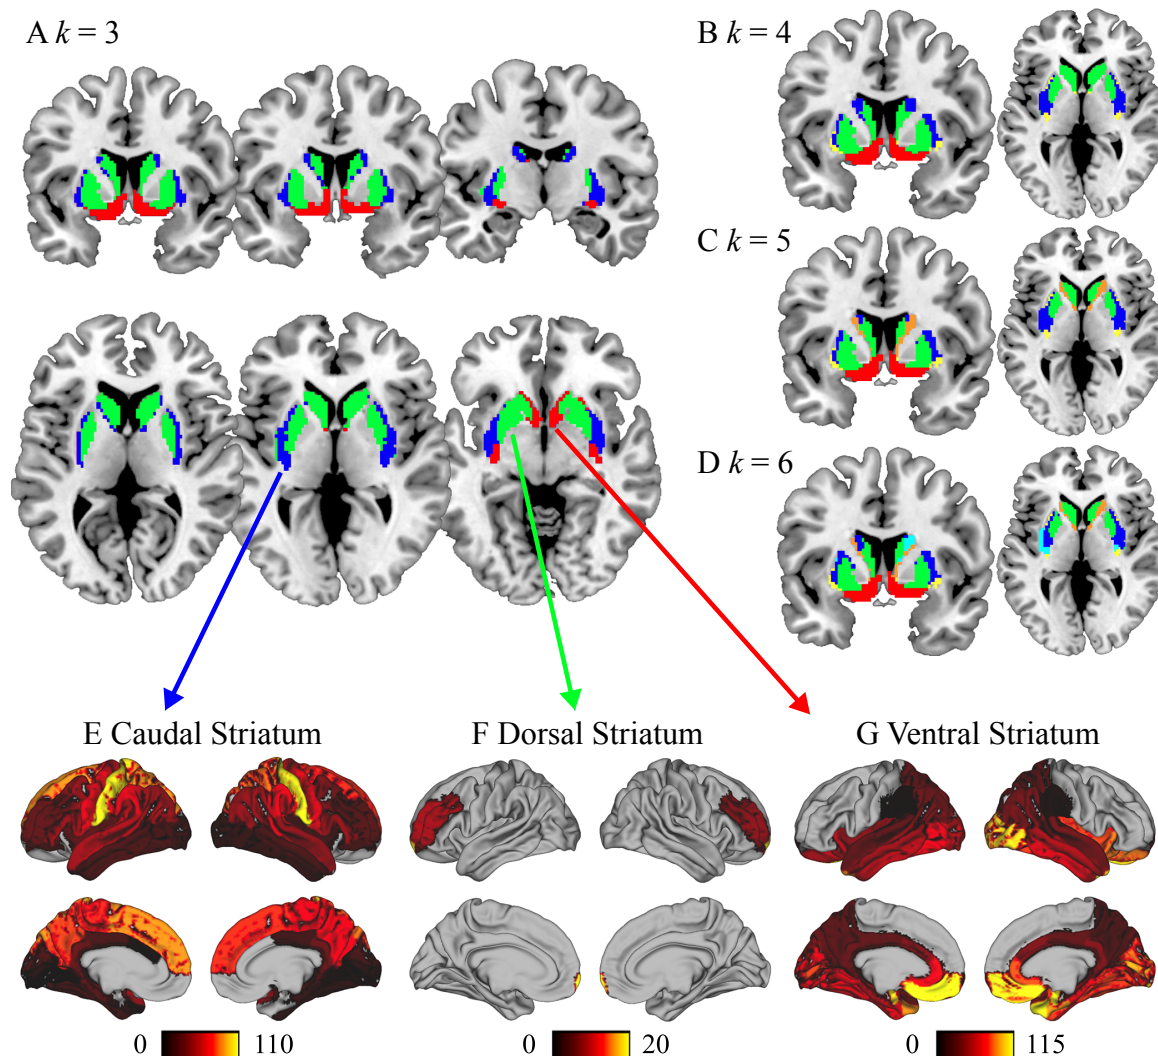 A k = 3
B k = 4
C k = 5
D k = 6
E Caudal Striatum
F Dorsal Striatum
G Ventral Striatum
0 110
0 20
0 115